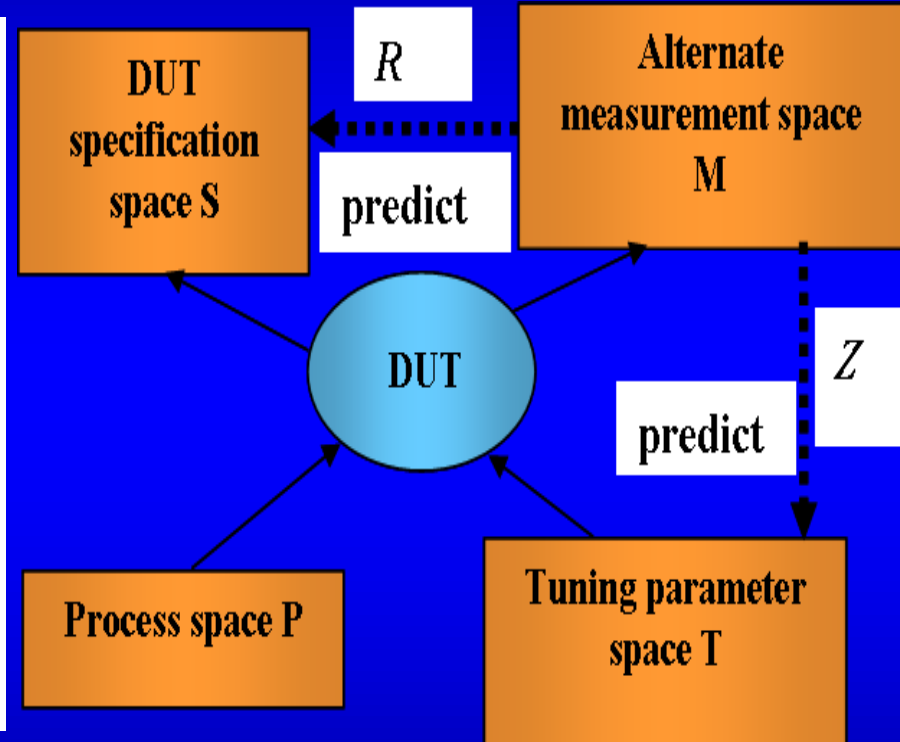 DUT
specification
space S
R
predict
Alternate
measurement space
M
DUT
Z
predict
Process space P
Tuning parameter
space T